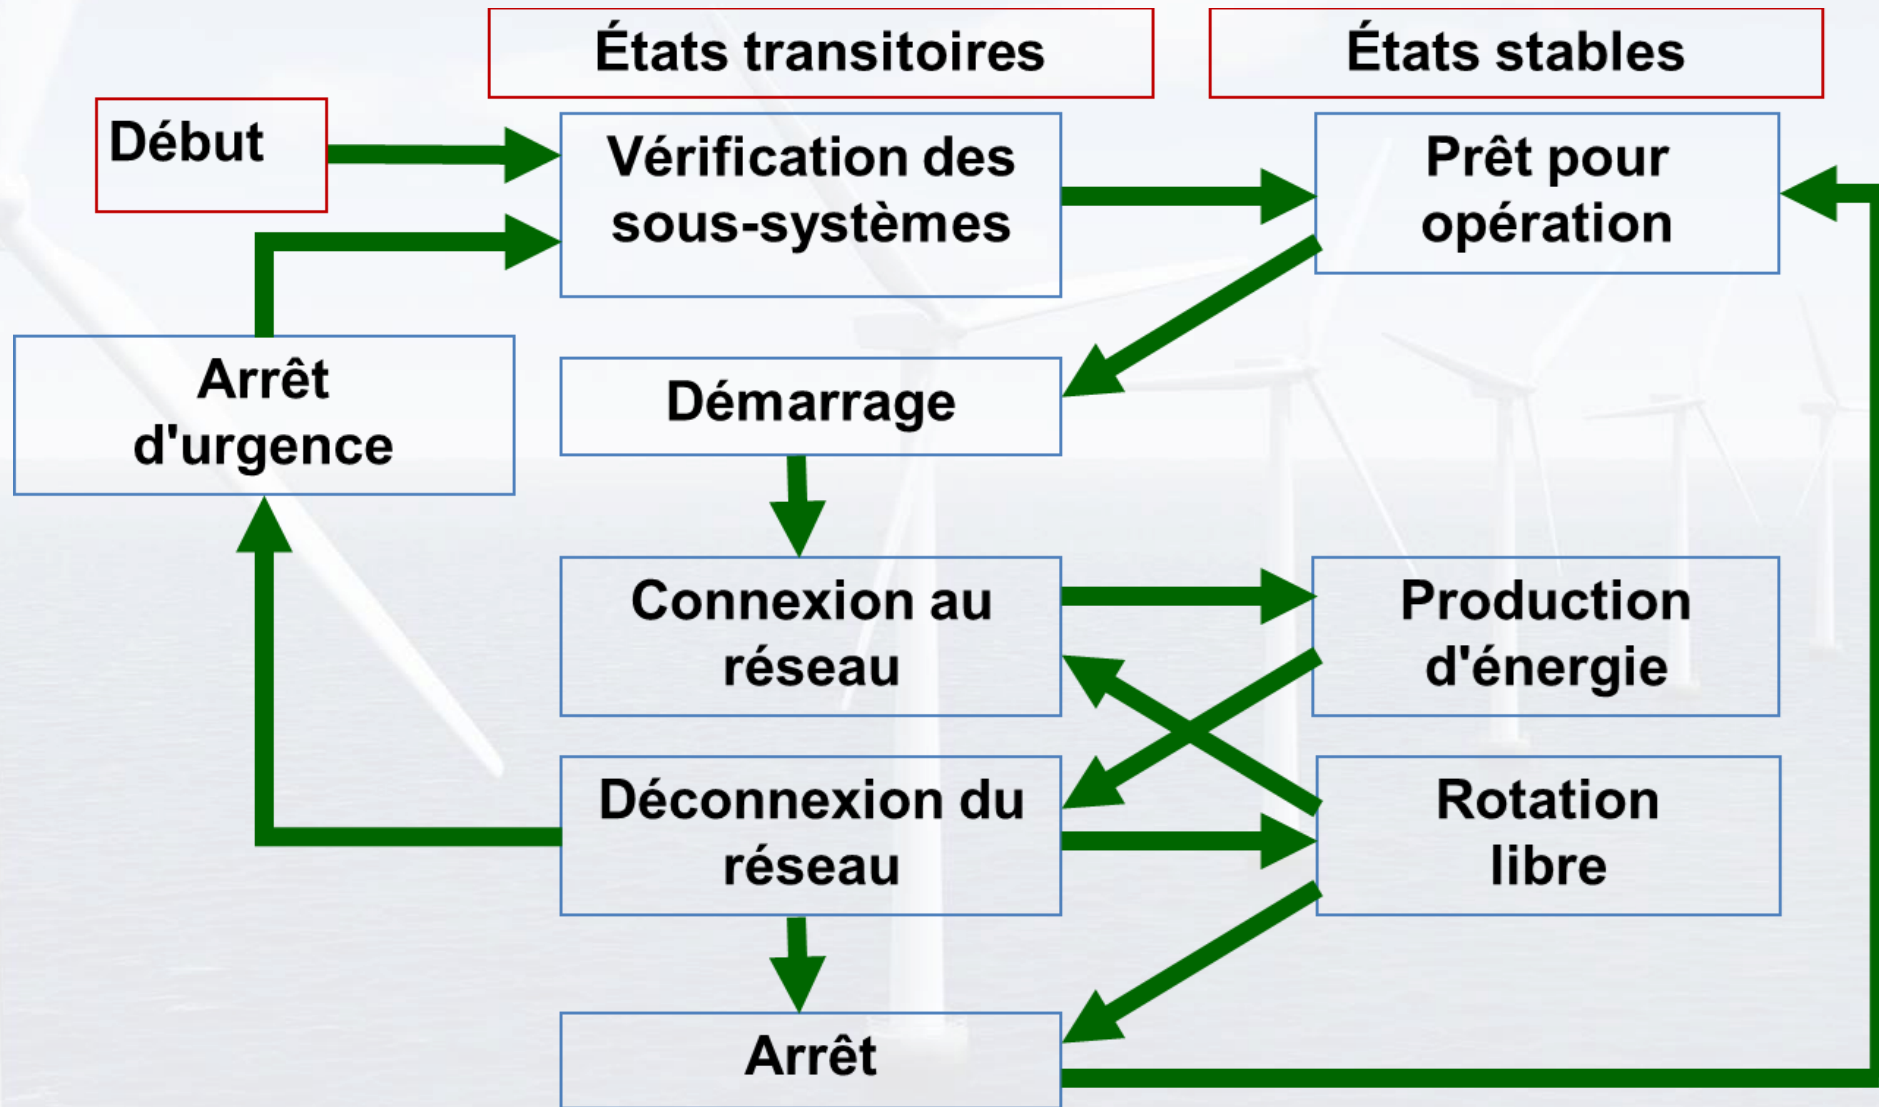 États transitoires
États stables
Début
Vérification des
sous-systèmes
Prêt pour
opération
Arrêt
d'urgence
Démarrage
Connexion au
réseau
Production
d'énergie
Déconnexion du
réseau
Rotation
libre
Arrêt